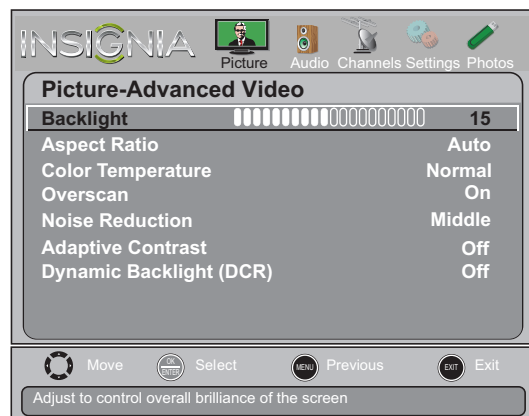 INSIGNIA
Picture Audio Channels Settings Photos
Picture-Advanced Video
Backlight 15
Aspect Ratio Auto
Color Temperature Normal
Overscan On
Noise Reduction Middle
Adaptive Contrast Off
Dynamic Backlight (DCR) Off
Move OK ENTER Select MENU Previous EXIT Exit
Adjust to control overall brilliance of the screen